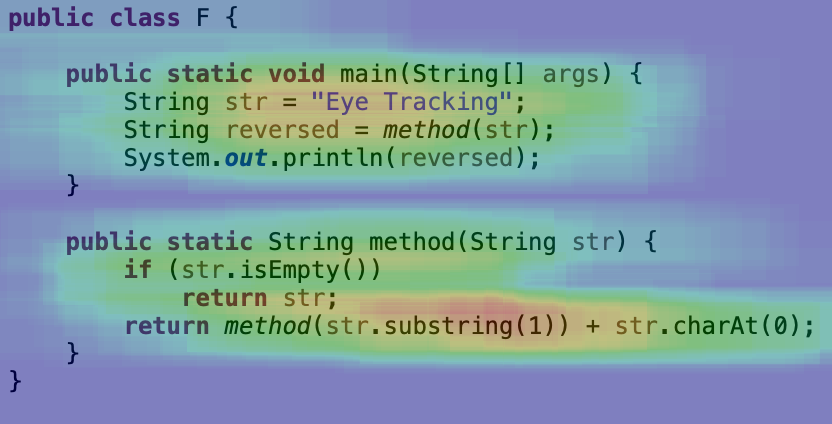 public class F {
    public static void main(String[] args) {
        String str = "Eye Tracking";
        String reversed = method(str);
        System.out.println(reversed);
    }
    public static String method(String str) {
        if (str.isEmpty())
            return str;
        return method(str.substring(1)) + str.charAt(0);
    }
}